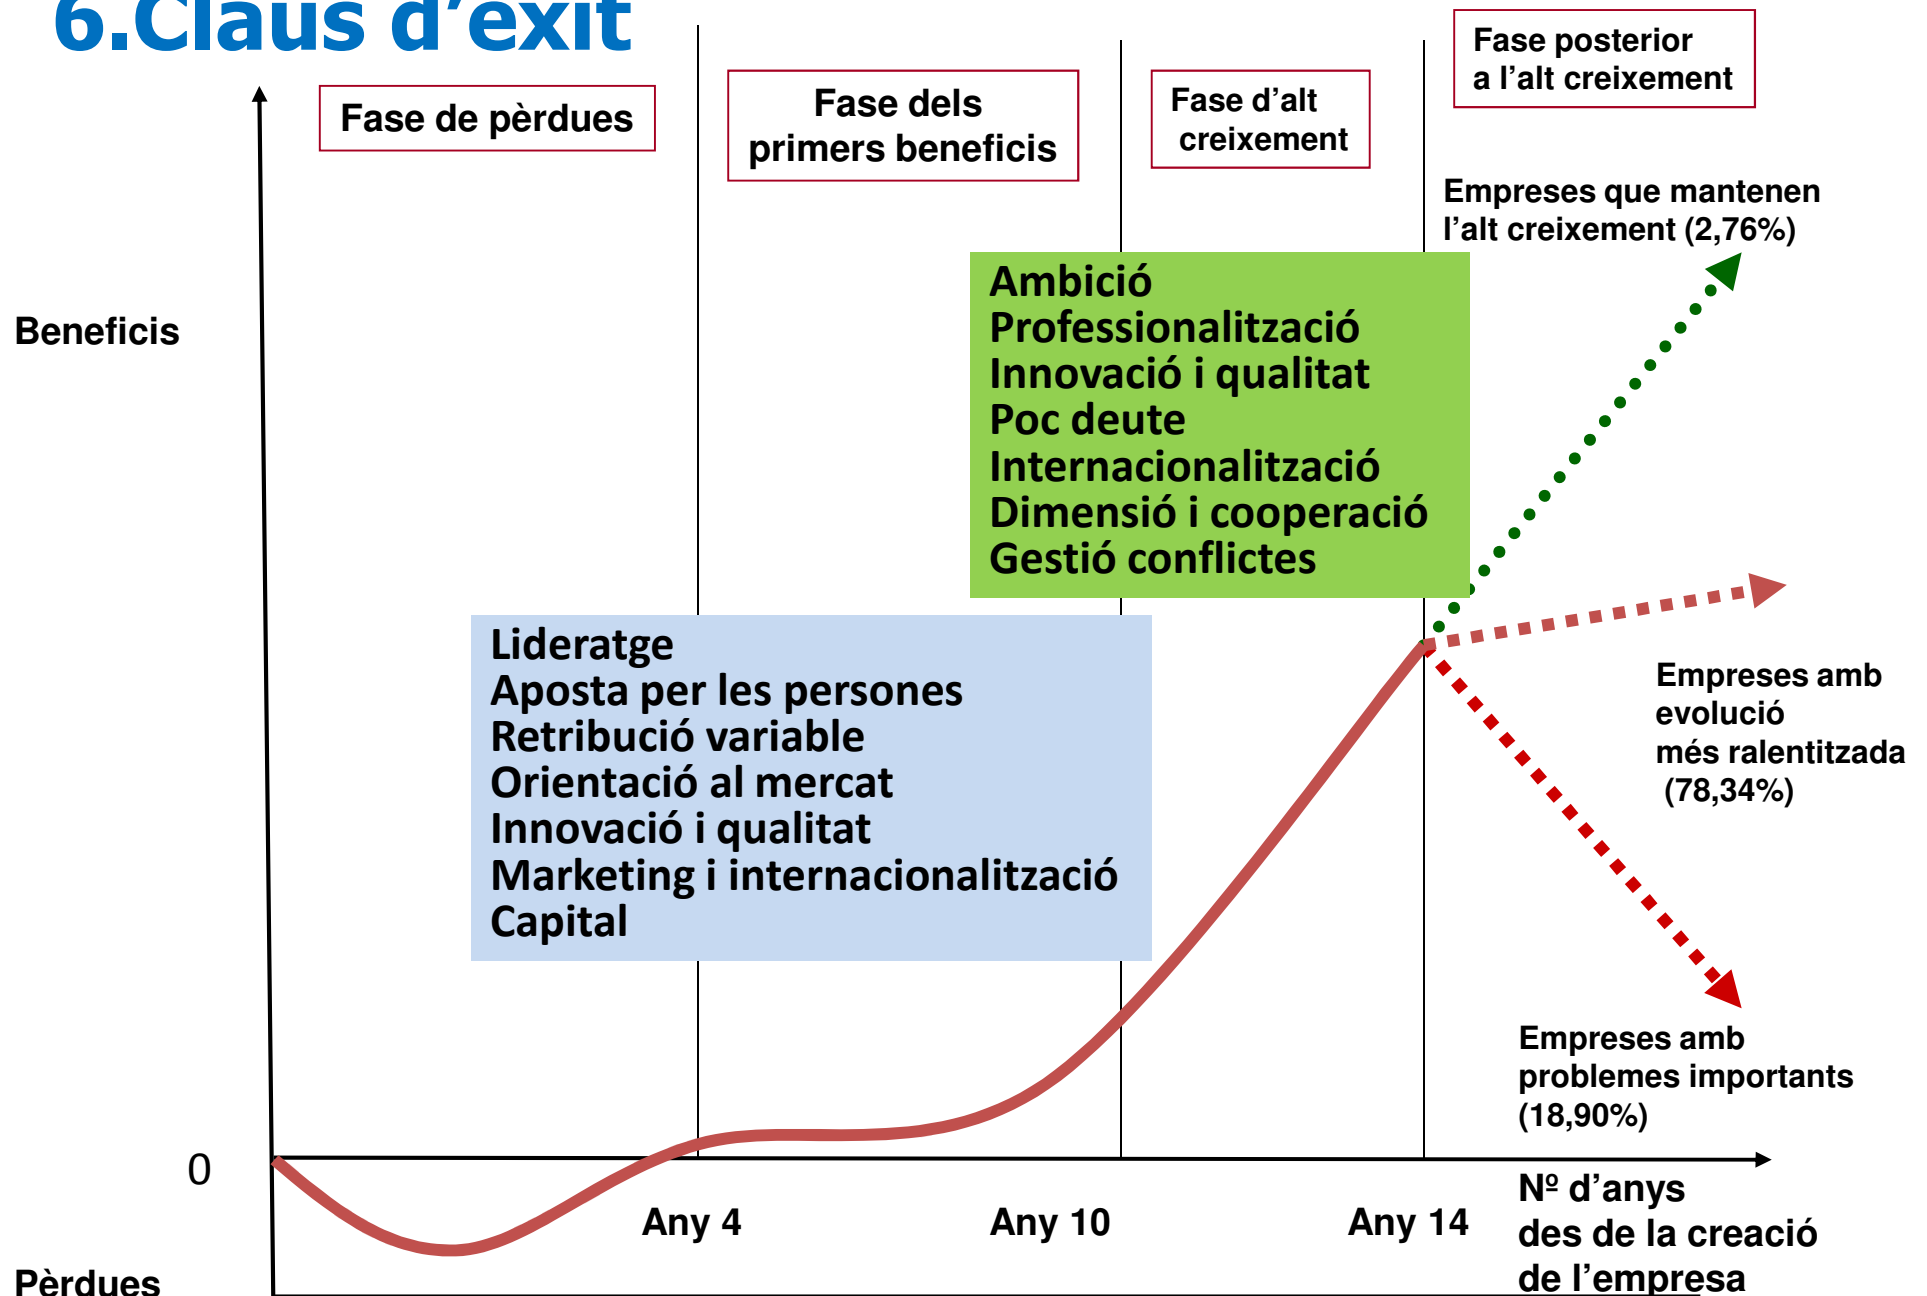 6.Claus d'èxit
Fase de pèrdues
Fase dels
primers beneficis
Fase d'alt
creixement
Fase posterior
a l'alt creixement
Empreses que mantenen
l'alt creixement (2,76%)
Beneficis
Ambició
Professionalització
Innovació i qualitat
Poc deute
Internacionalització
Dimensió i cooperació
Gestió conflictes
Lideratge
Aposta per les persones
Retribució variable
Orientació al mercat
Innovació i qualitat
Marketing i internacionalització
Capital
Empreses amb
evolució
més ralentitzada
(78,34%)
Empreses amb
problemes importants
(18,90%)
0
Any 4
Any 10
Any 14
Nº d'anys
des de la creació
de l'empresa
Pèrdues